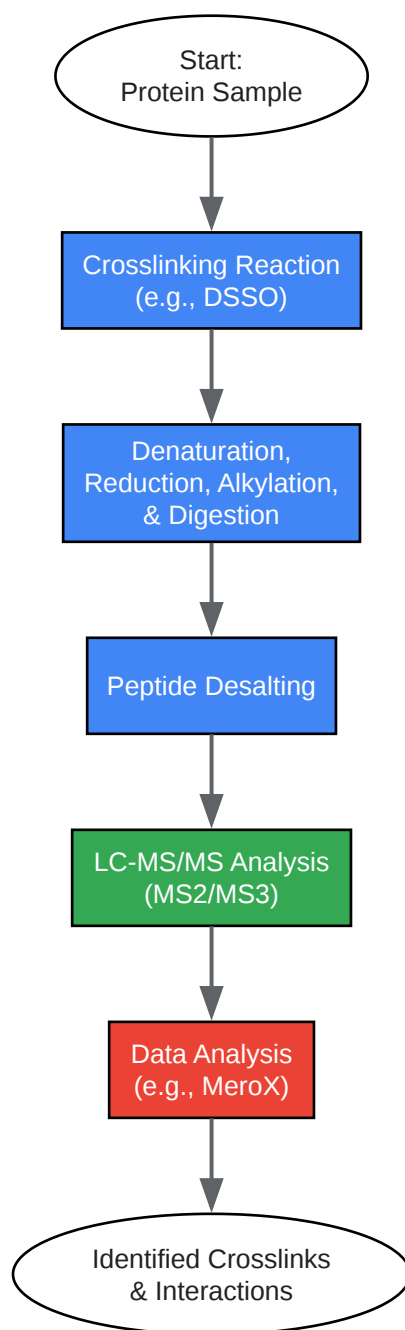 Start:
Protein Sample
Crosslinking Reaction
(e.g., DSSO)
Denaturation,
Reduction, Alkylation,
& Digestion
Peptide Desalting
LC-MS/MS Analysis
(MS2/MS3)
Data Analysis
(e.g., MeroX)
Identified Crosslinks
& Interactions